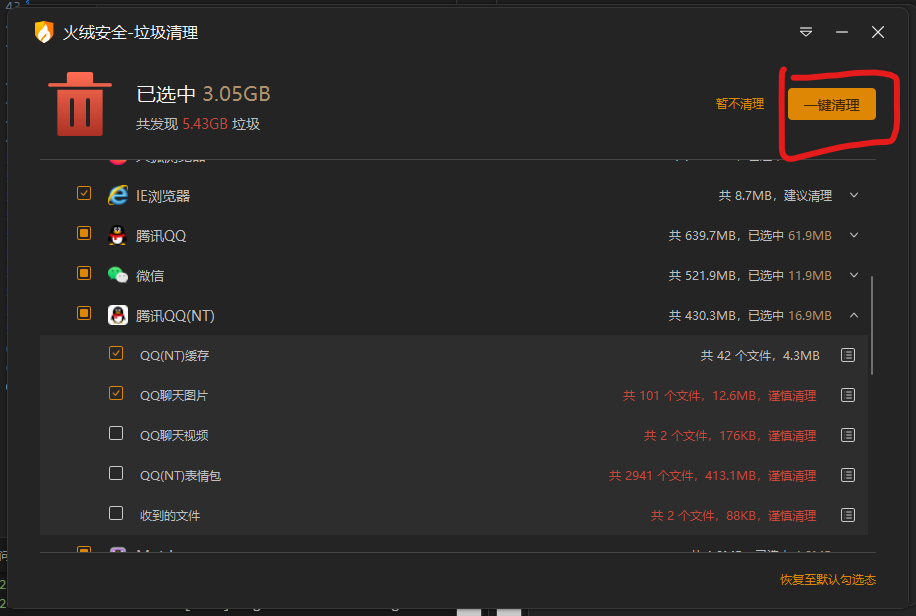 火绒安全-垃圾清理
已选中 3.05GB
共发现 5.43GB 垃圾
暂不清理
一键清理
IE浏览器
共 8.7MB，建议清理
腾讯QQ
共 639.7MB，已选中 61.9MB
微信
共 521.9MB，已选中 11.9MB
腾讯QQ(NT)
共 430.3MB，已选中 16.9MB
QQ(NT)缓存
共 42 个文件，4.3MB
QQ聊天图片
共 101 个文件，12.6MB，谨慎清理
QQ聊天视频
共 2 个文件，176KB，谨慎清理
QQ(NT)表情包
共 2941 个文件，413.1MB，谨慎清理
收到的文件
共 2 个文件，88KB，谨慎清理
恢复至默认勾选态